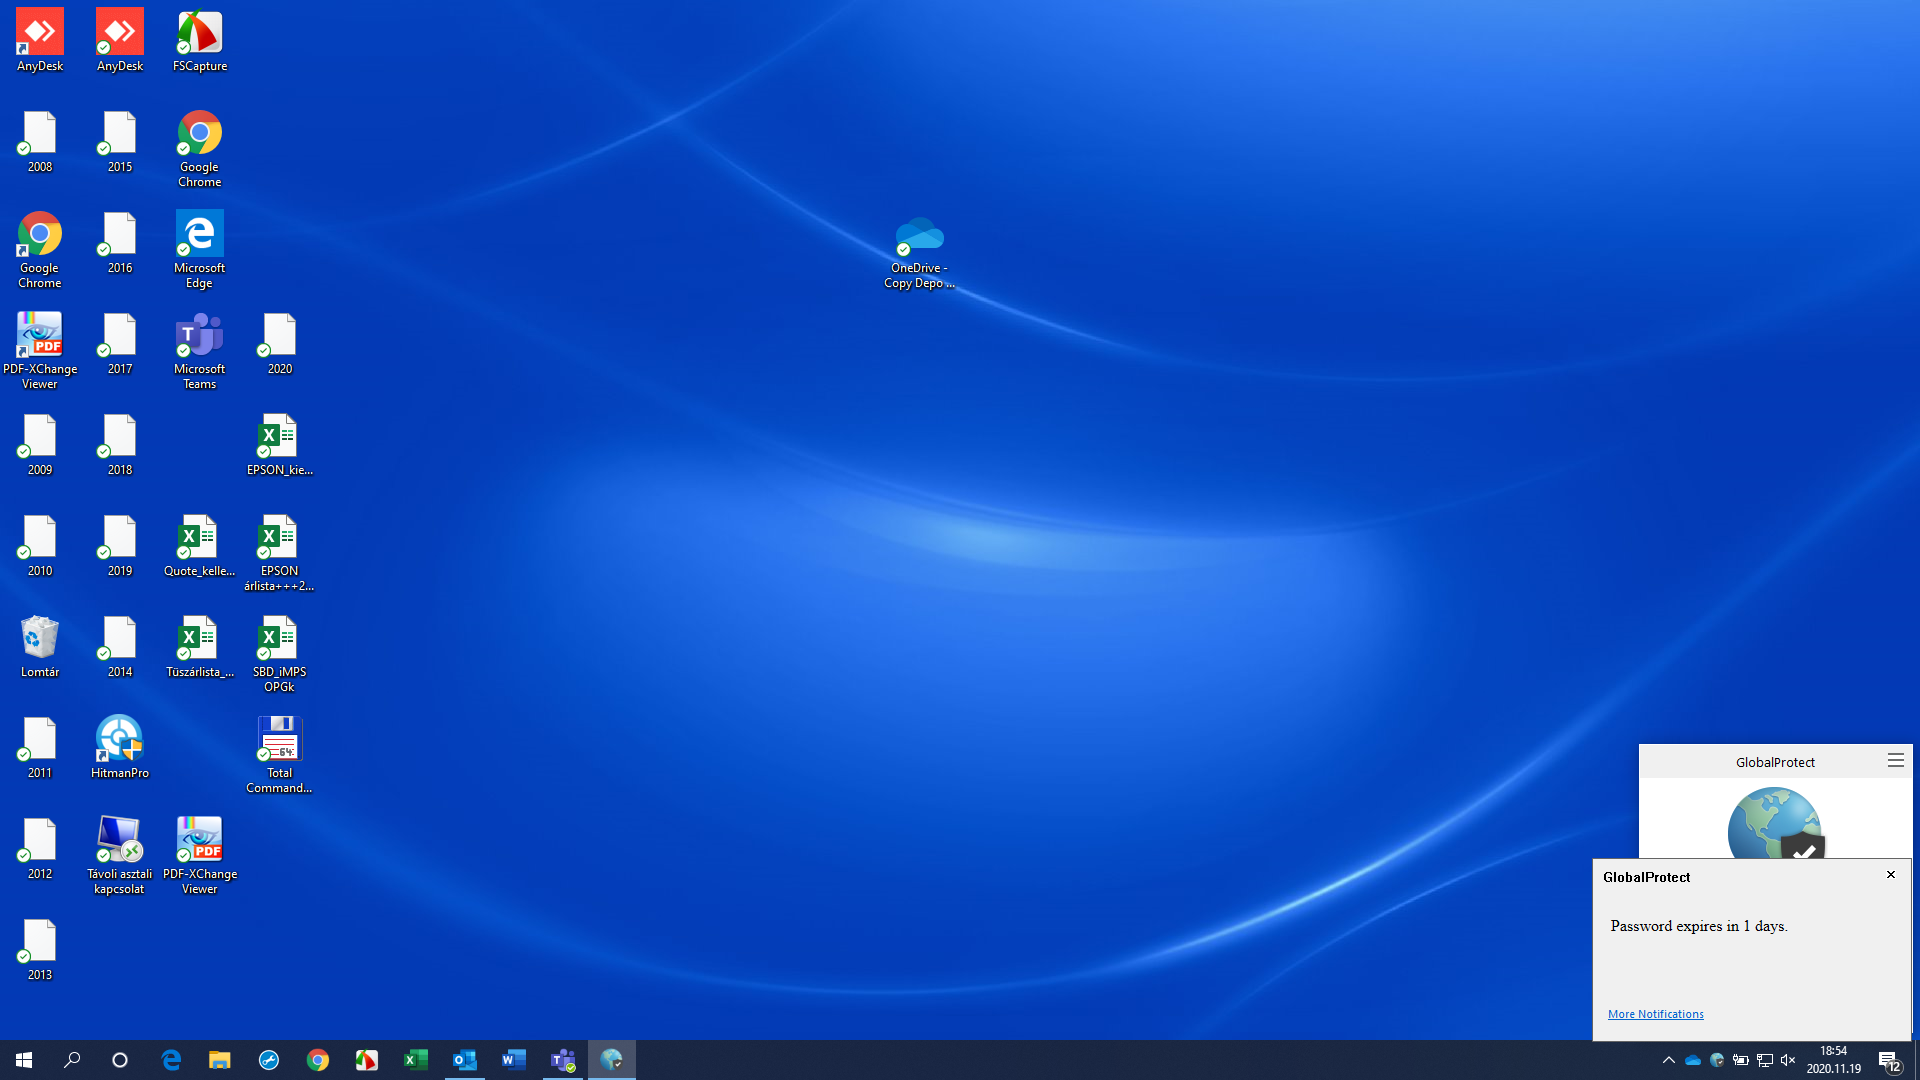 AnyDesk
AnyDesk
FSCapture
2008
2015
Google
Chrome
Google
Chrome
2016
Microsoft
Edge
OneDrive -
Copy Depo ...
PDF-XChange
Viewer
2017
Microsoft
Teams
2020
2009
2018
EPSON_kie...
2010
2019
Quote_kelle...
EPSON
árlista+++2...
Lomtár
2014
Tüszárlista_...
SBD_iMPS
OPGk
2011
HitmanPro
Total
Command...
2012
Távoli asztali
kapcsolat
PDF-XChange
Viewer
2013
GlobalProtect
GlobalProtect
Password expires in 1 days.
More Notifications
18:54
2020.11.19
12